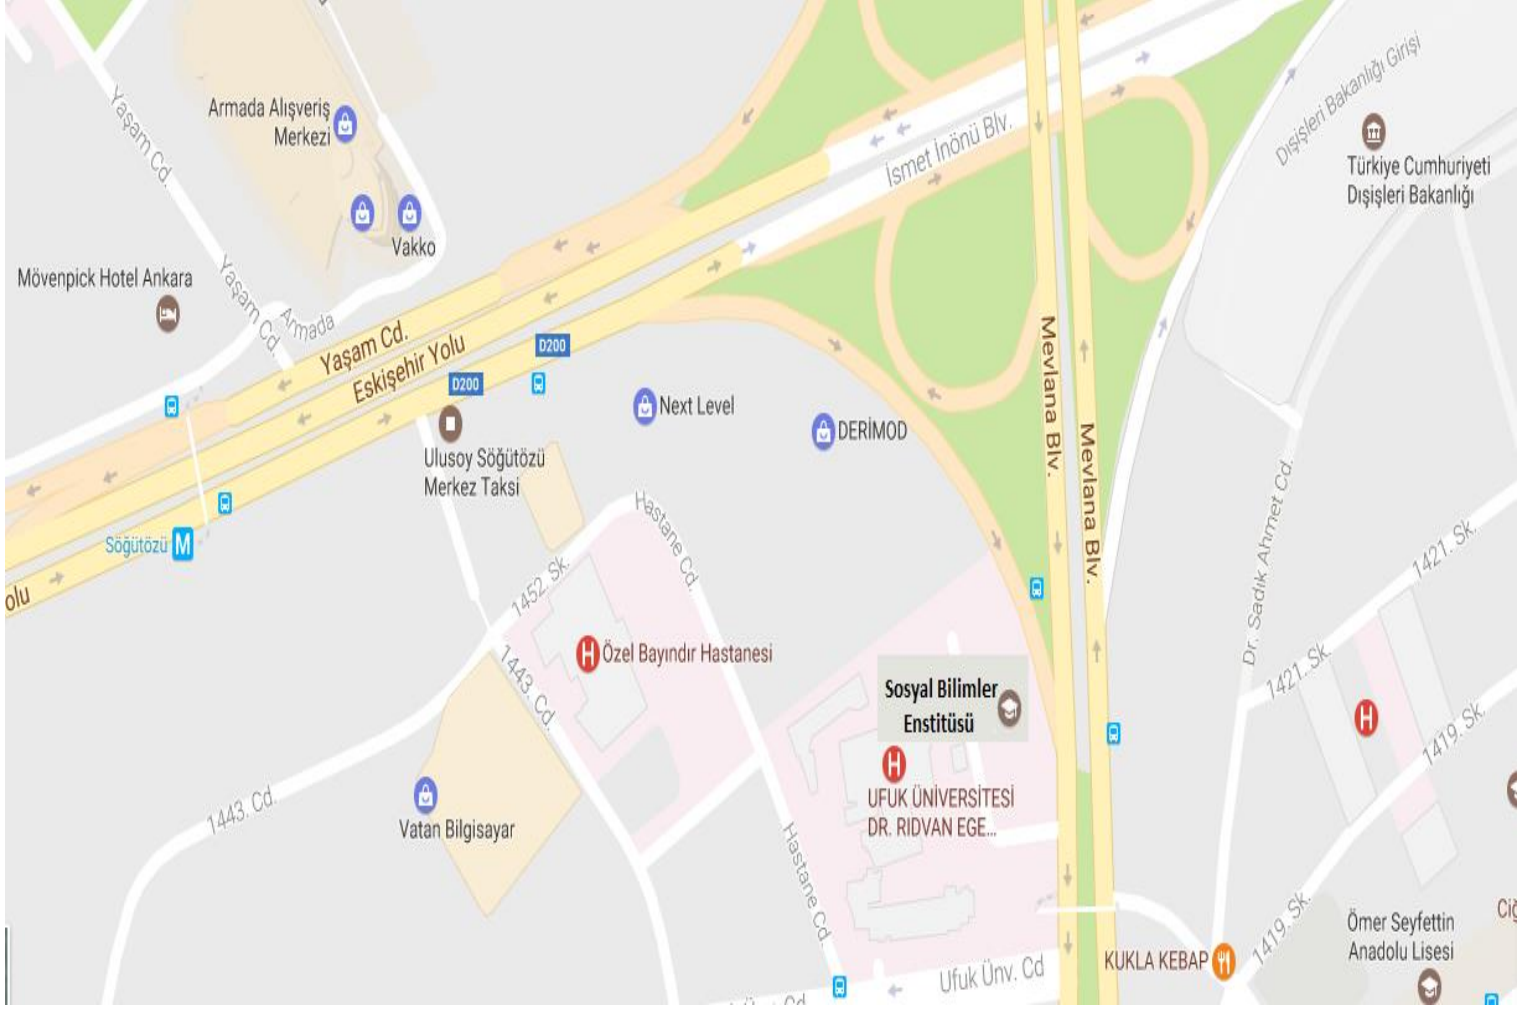 Yaşam Cd.
Armada Alışveriş
Merkezi
Vakko
Yaşam Cd.
Mövenpick Hotel Ankara
Armada
Yaşam Cd.
Eskişehir Yolu
D200
D200
İsmet İnönü Blv.
Dışişleri Bakanlığı Girişi
Türkiye Cumhuriyeti
Dışişleri Bakanlığı
Mevlana Blv.
Mevlana Blv.
Next Level
DERİMOD
Ulusoy Söğütözü
Merkez Taksi
Söğütözü
M
olu
Hastane Cd.
1452. Sk.
H
Özel Bayındır Hastanesi
1443. Cd.
1443. Cd.
Vatan Bilgisayar
Sosyal Bilimler
Enstitüsü
H
UFUK ÜNİVERSİTESİ
DR. RIDVAN EGE...
Hastane Cd.
Ufuk Ünv. Cd
Dr. Sadık Ahmet Cd.
1421. Sk.
1421. Sk.
H
1419. Sk.
1419. Sk.
KUKLA KEBAP
Ömer Seyfettin
Anadolu Lisesi
Ciğ